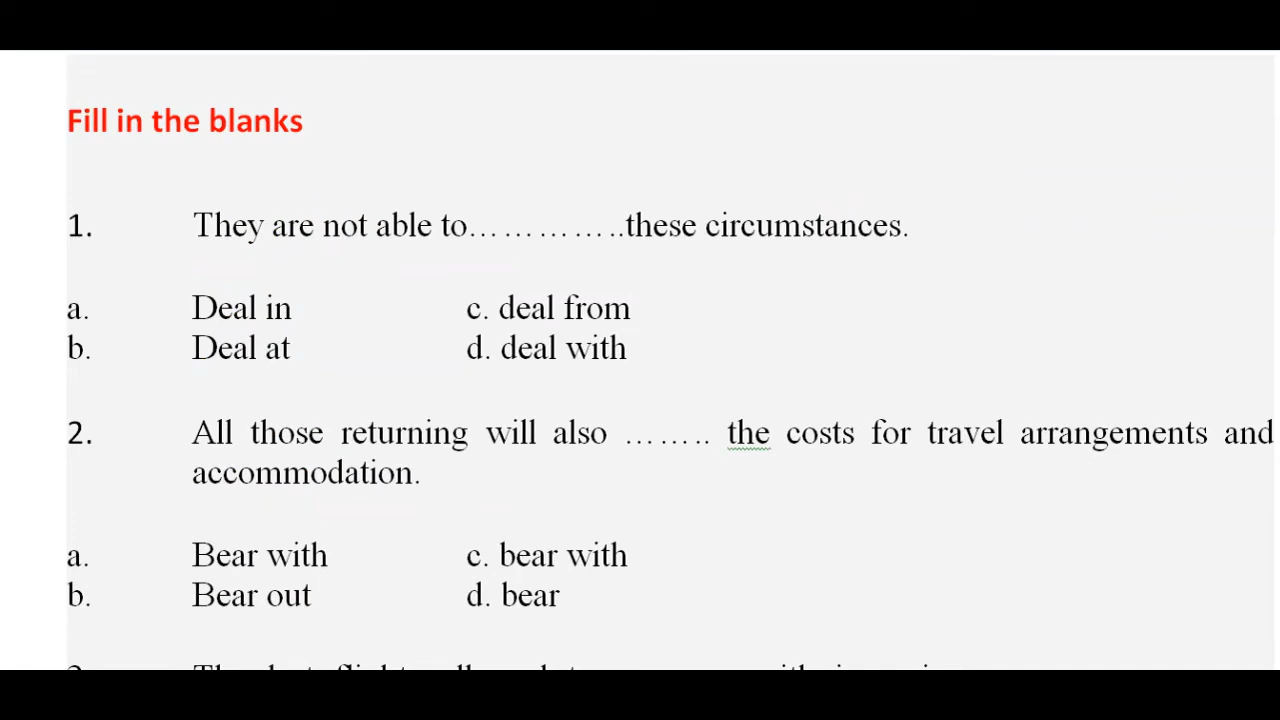 Fill in the blanks
1. They are not able to…………..these circumstances.
a. Deal in c. deal from
b. Deal at d. deal with
2. All those returning will also …….. the costs for travel arrangements and
accommodation.
a. Bear with c. bear with
b. Bear out d. bear